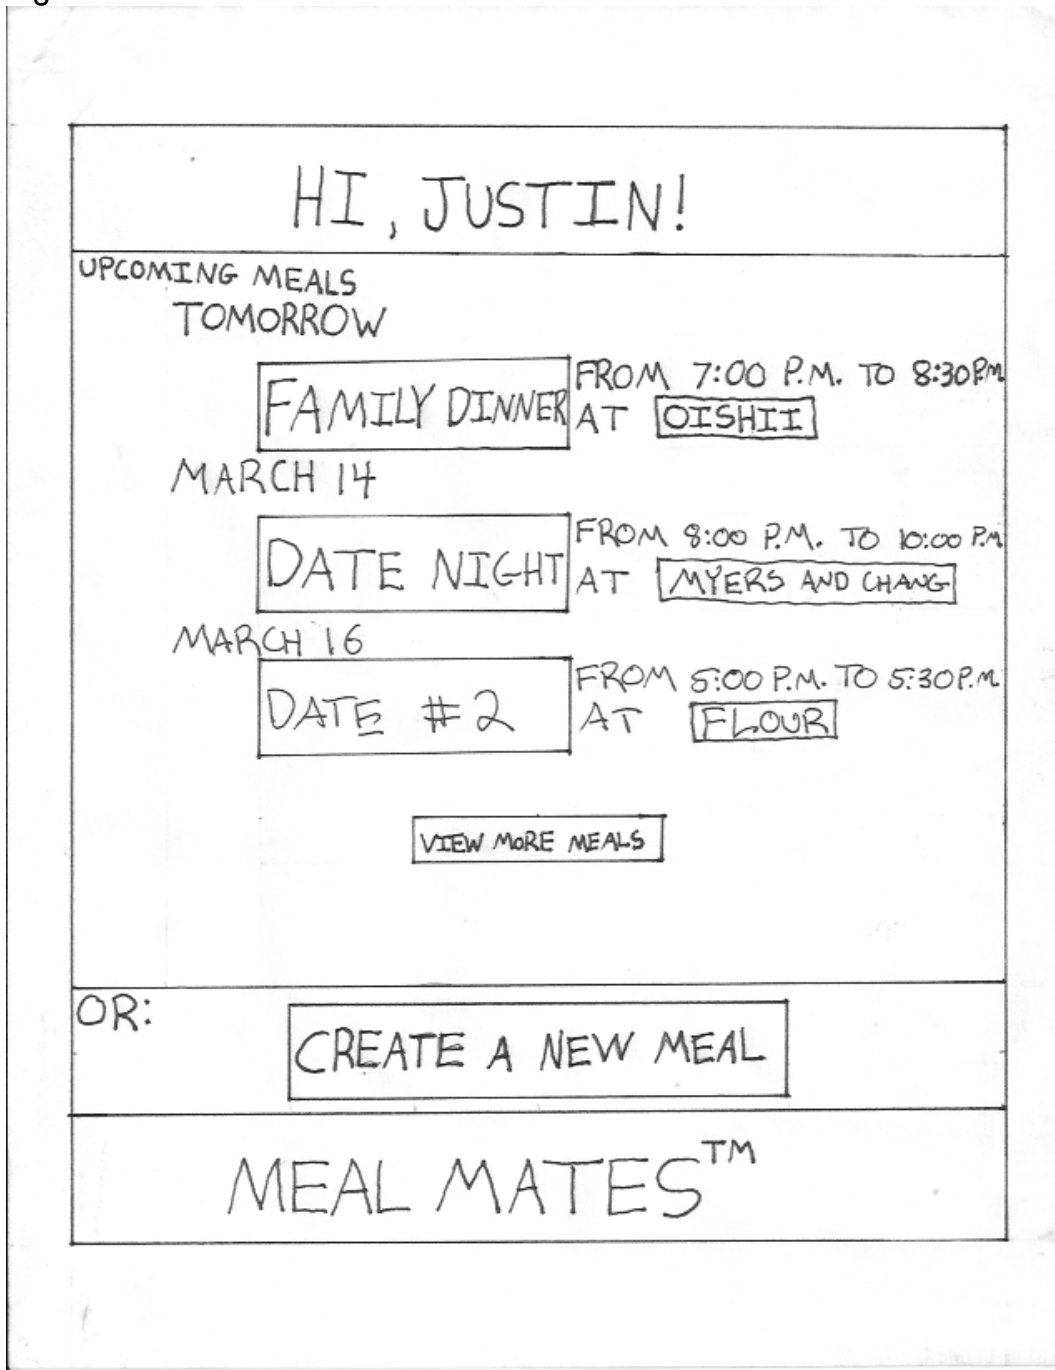 HI, JUSTIN!
UPCOMING MEALS
TOMORROW
FAMILY DINNER
FROM 7:00 P.M. TO 8:30 P.M.
AT OISHII
MARCH 14
DATE NIGHT
FROM 8:00 P.M. TO 10:00 P.M
AT MYERS AND CHANG
MARCH 16
DATE #2
FROM 5:00 P.M. TO 5:30 P.M.
AT FLOUR
VIEW MORE MEALS
OR:
CREATE A NEW MEAL
MEAL MATES™